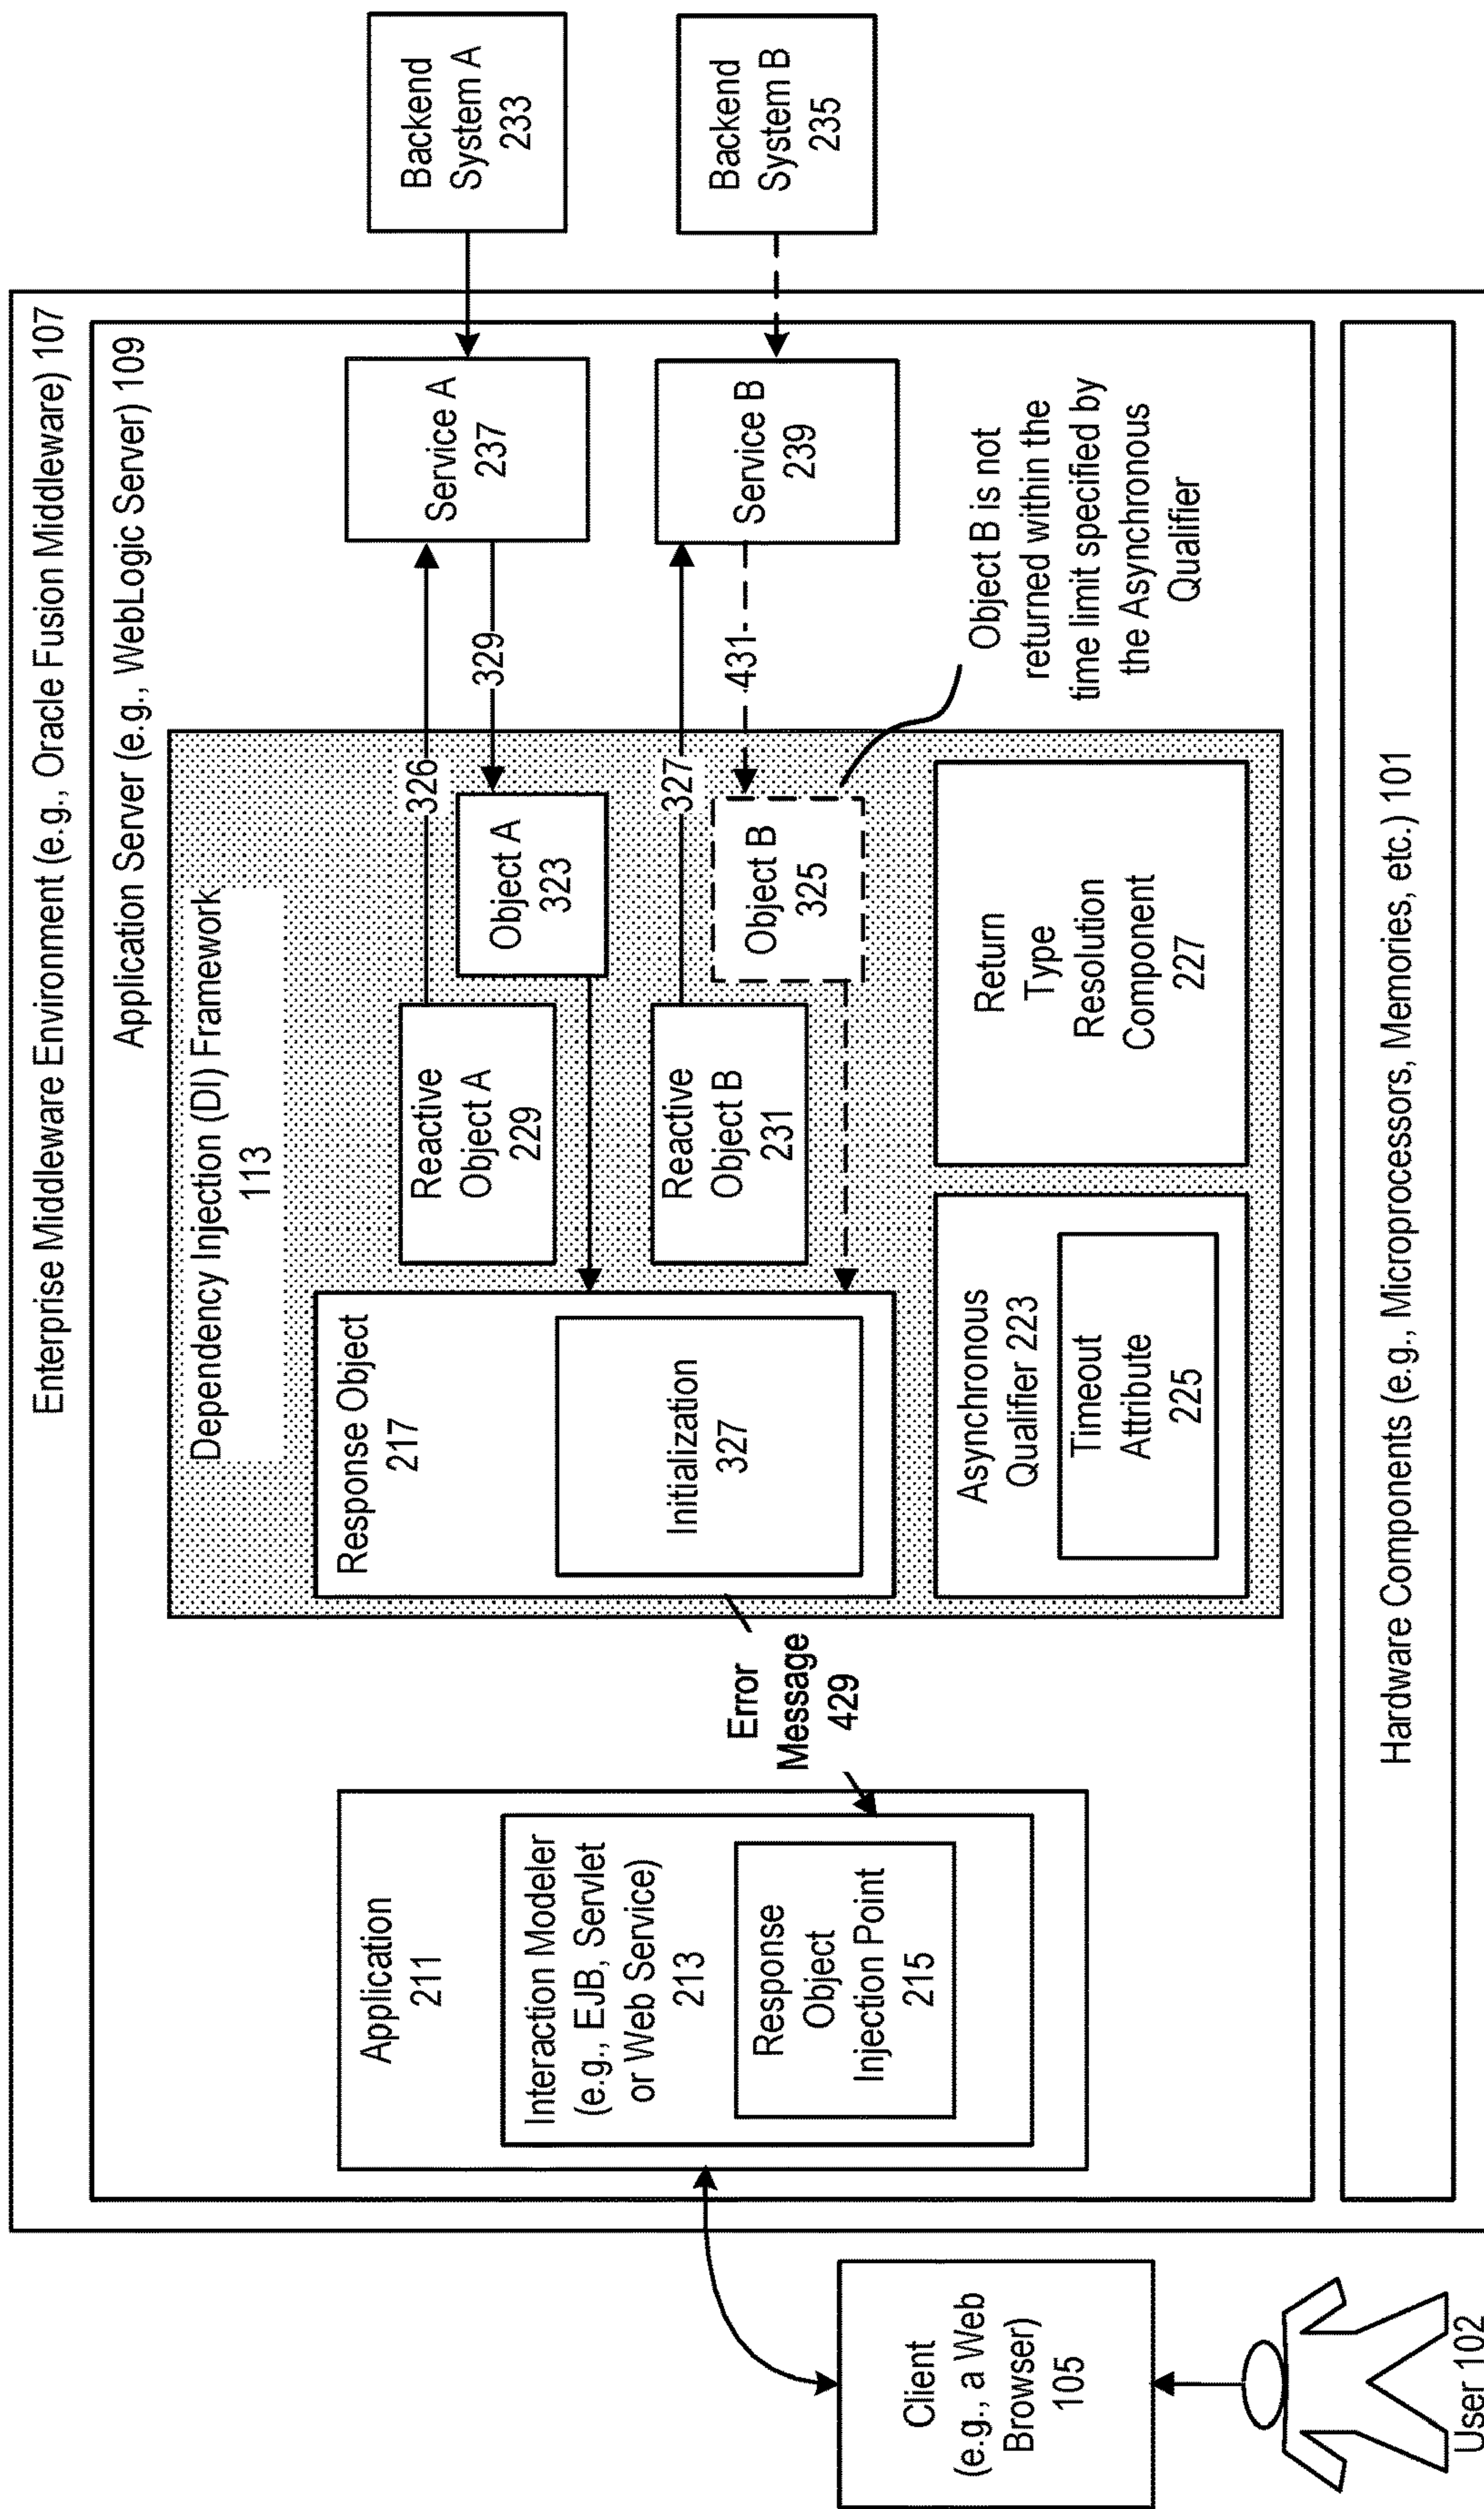 Enterprise Middleware Environment (e.g., Oracle Fusion Middleware) 107
Application Server (e.g., WebLogic Server) 109
Dependency Injection (DI) Framework
113
Application
211
Interaction Modeler
(e.g., EJB, Servlet
or Web Service)
213
Response
Object
Injection Point
215
Error
Message
429
Response Object
217
Initialization
327
Reactive
Object A
229
Object A
323
326
329
Service A
237
Backend
System A
233
Reactive
Object B
231
Object B
325
327
431
Service B
239
Backend
System B
235
Object B is not
returned within the
time limit specified by
the Asynchronous
Qualifier
Asynchronous
Qualifier 223
Timeout
Attribute
225
Return
Type
Resolution
Component
227
Client
(e.g., a Web
Browser)
105
User 102
Hardware Components (e.g., Microprocessors, Memories, etc.) 101